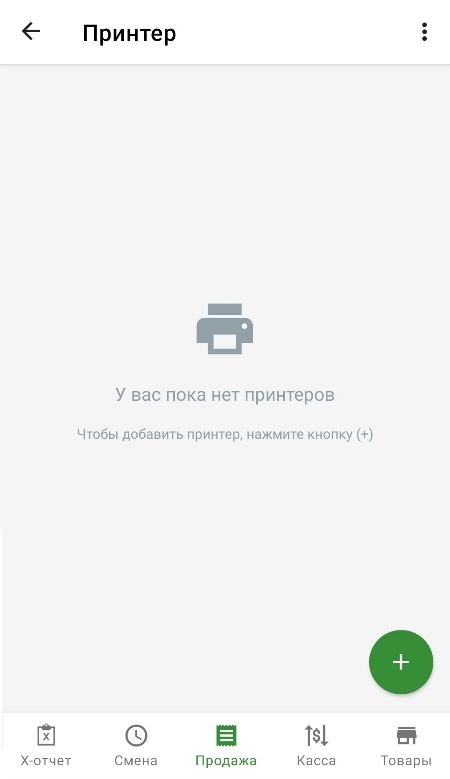 Принтер
У вас пока нет принтеров
Чтобы добавить принтер, нажмите кнопку (+)
X-отчет
Смена
Продажа
Касса
Товары